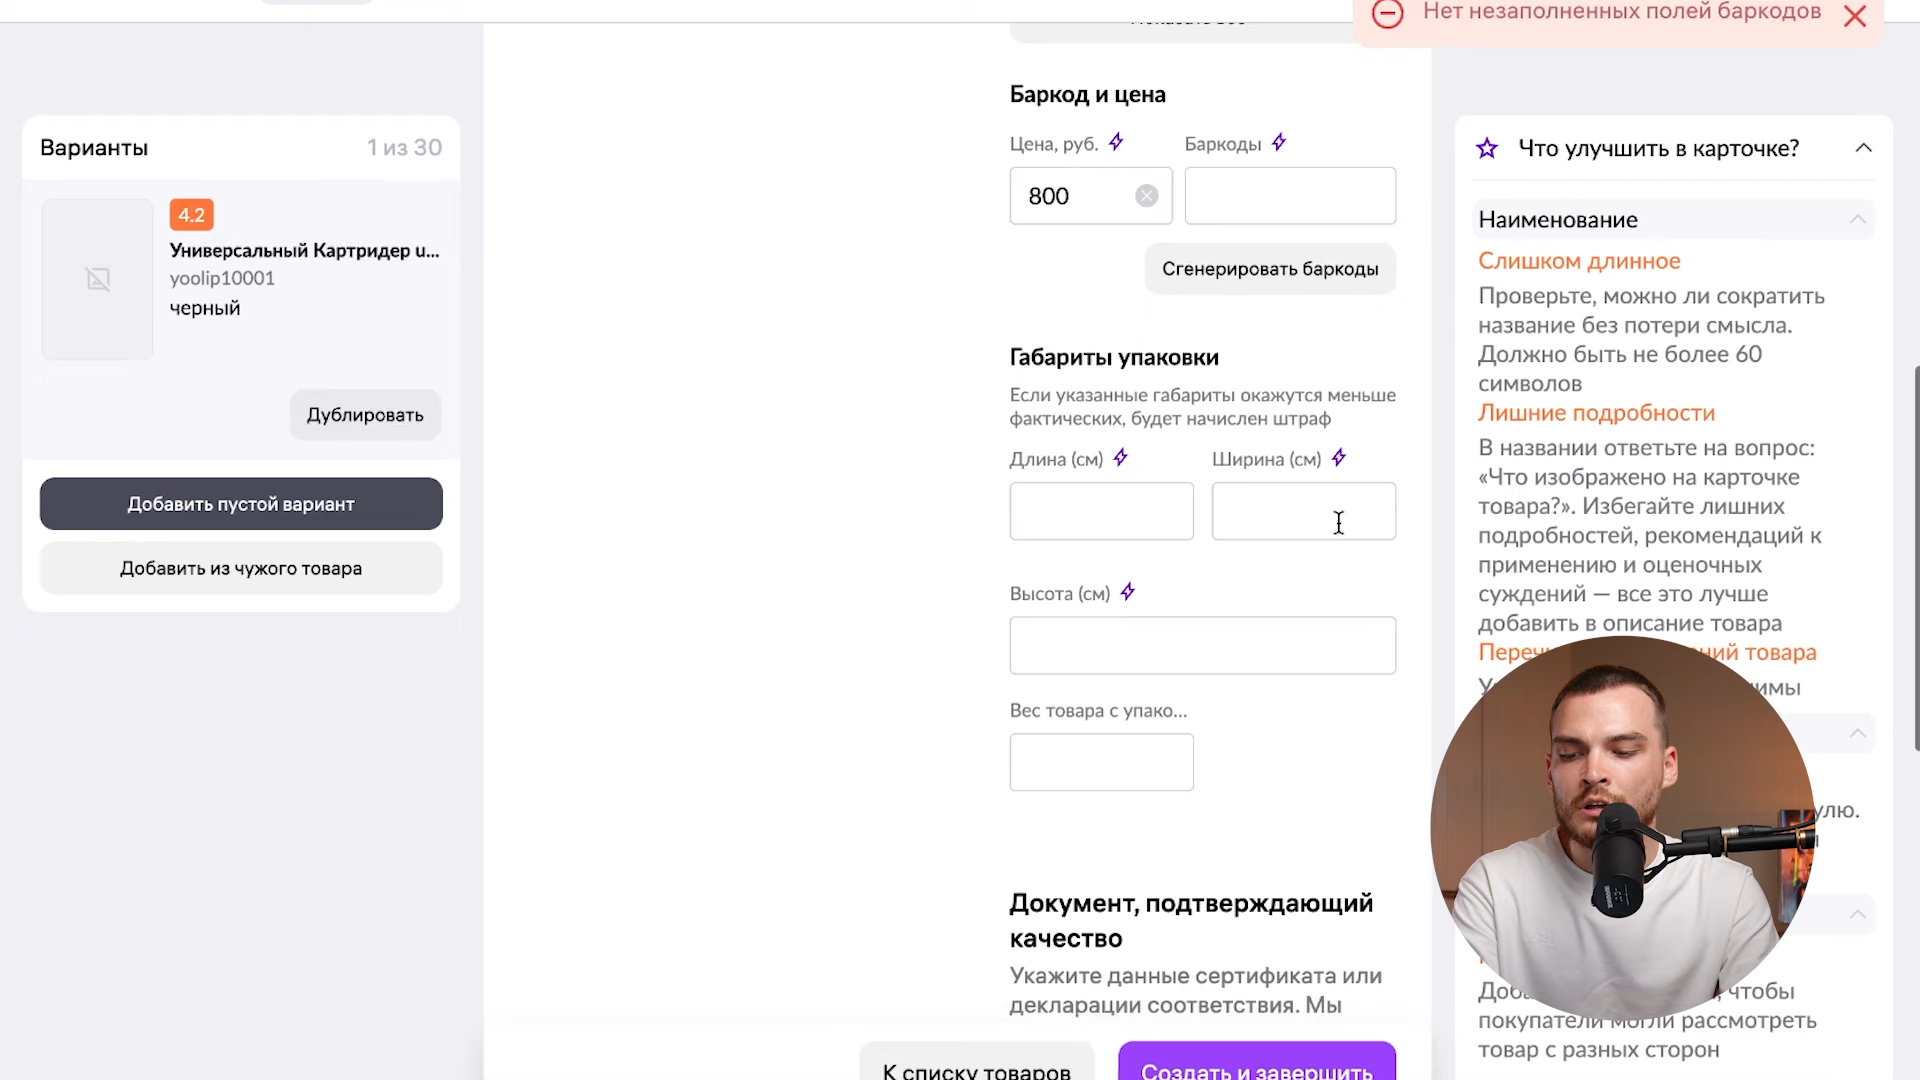 Нет незаполненных полей баркодов
Варианты
1 из 30
4.2
Универсальный Картридер u...
yoolip10001
черный
Дублировать
Добавить пустой вариант
Добавить из чужого товара
Баркод и цена
Цена, руб.
Баркоды
800
Сгенерировать баркоды
Габариты упаковки
Если указанные габариты окажутся меньше
фактических, будет начислен штраф
Длина (см)
Ширина (см)
Высота (см)
Вес товара с упако...
Документ, подтверждающий
качество
Укажите данные сертификата или
декларации соответствия. Мы
К списку товаров
Создать и завершить
Что улучшить в карточке?
Наименование
Слишком длинное
Проверьте, можно ли сократить
название без потери смысла.
Должно быть не более 60
символов
Лишние подробности
В названии ответьте на вопрос:
«Что изображено на карточке
товара?». Избегайте лишних
подробностей, рекомендаций к
применению и оценочных
суждений — все это лучше
добавить в описание товара
товара
чтобы
покупатели могли рассмотреть
товар с разных сторон